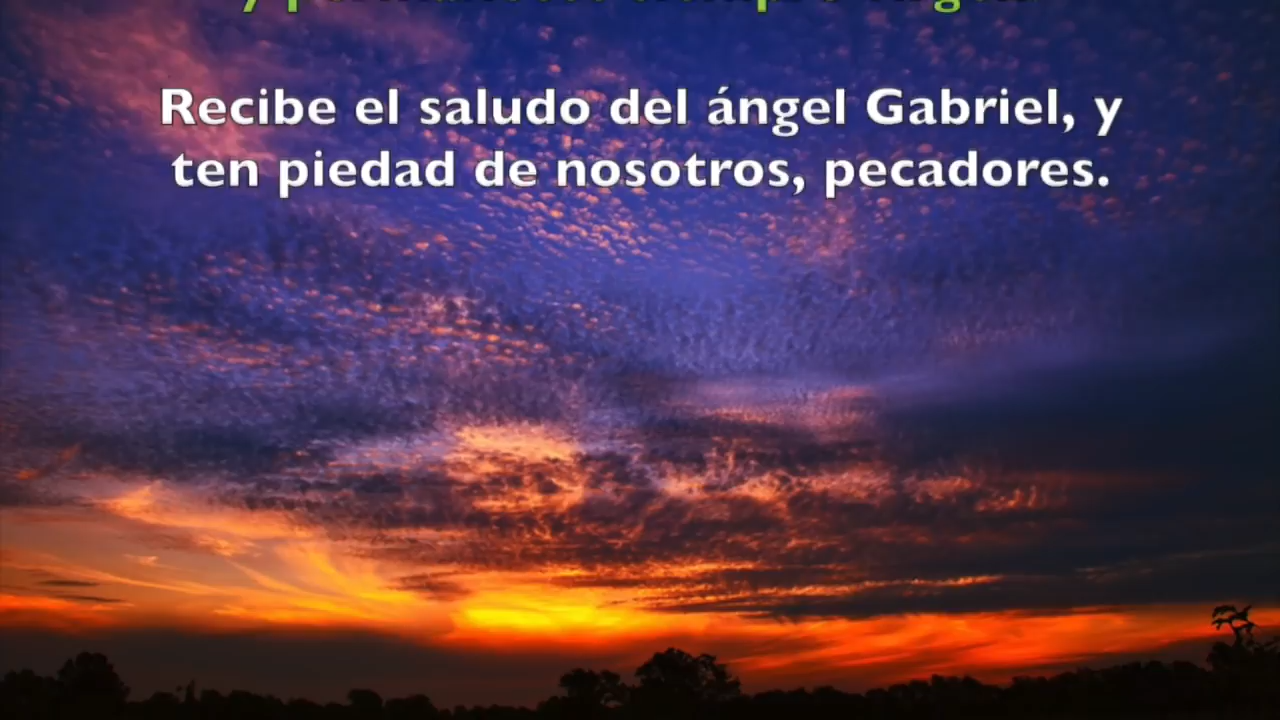 Recibe el saludo del ángel Gabriel, y
ten piedad de nosotros, pecadores.